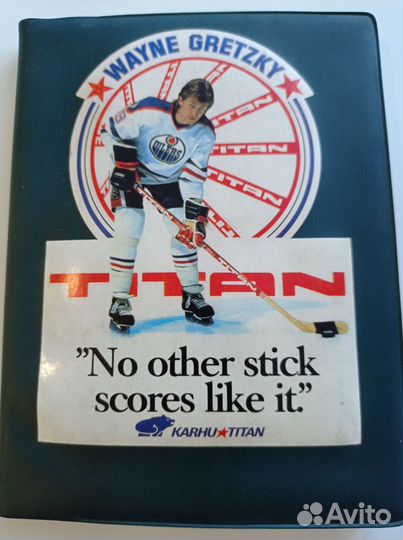 WAYNE GRETZKY
TITAN
TITAN
TITAN
OILERS
TITAN
"No other stick
scores like it."
KARHU★TITAN
Avito